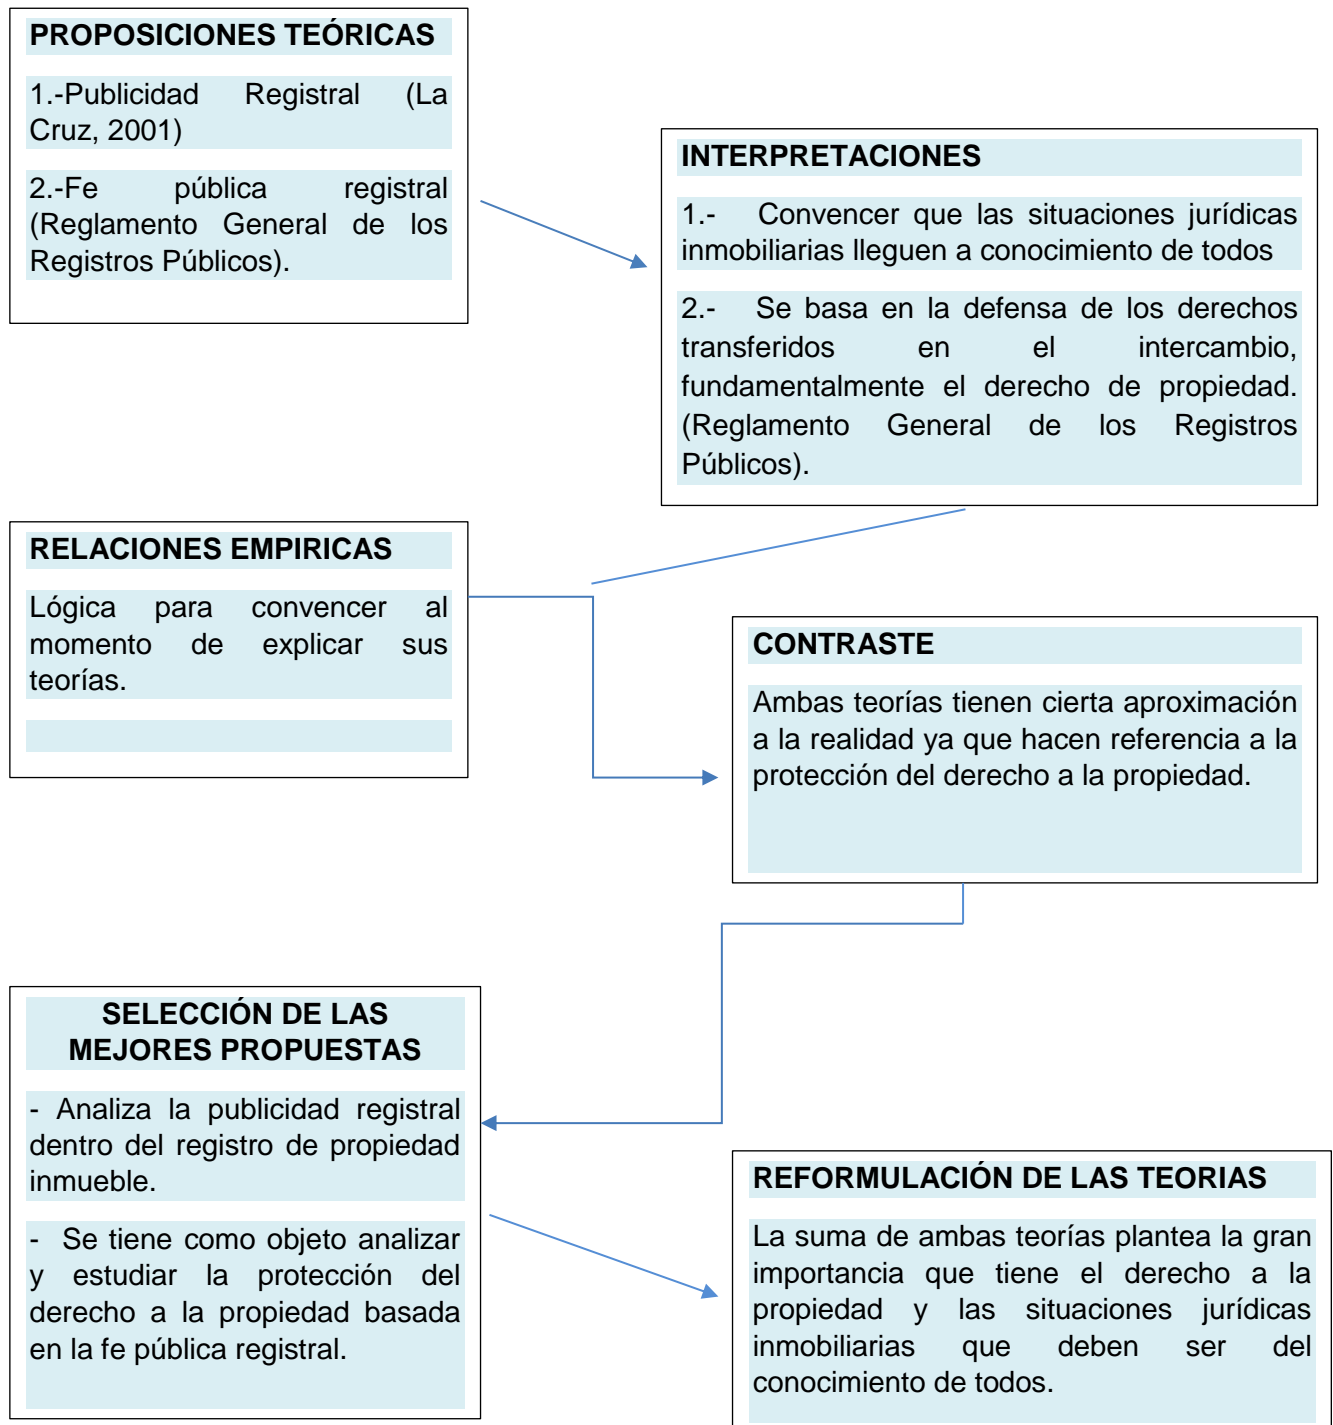 PROPOSICIONES TEÓRICAS
1.-Publicidad Registral (La
Cruz, 2001)
2.-Fe pública registral
(Reglamento General de los
Registros Públicos).
INTERPRETACIONES
1.- Convencer que las situaciones jurídicas
inmobiliarias lleguen a conocimiento de todos
2.- Se basa en la defensa de los derechos
transferidos en el intercambio,
fundamentalmente el derecho de propiedad.
(Reglamento General de los Registros
Públicos).
RELACIONES EMPIRICAS
Lógica para convencer al
momento de explicar sus
teorías.
CONTRASTE
Ambas teorías tienen cierta aproximación
a la realidad ya que hacen referencia a la
protección del derecho a la propiedad.
SELECCIÓN DE LAS
MEJORES PROPUESTAS
- Analiza la publicidad registral
dentro del registro de propiedad
inmueble.
- Se tiene como objeto analizar
y estudiar la protección del
derecho a la propiedad basada
en la fe pública registral.
REFORMULACIÓN DE LAS TEORIAS
La suma de ambas teorías plantea la gran
importancia que tiene el derecho a la
propiedad y las situaciones jurídicas
inmobiliarias que deben ser del
conocimiento de todos.